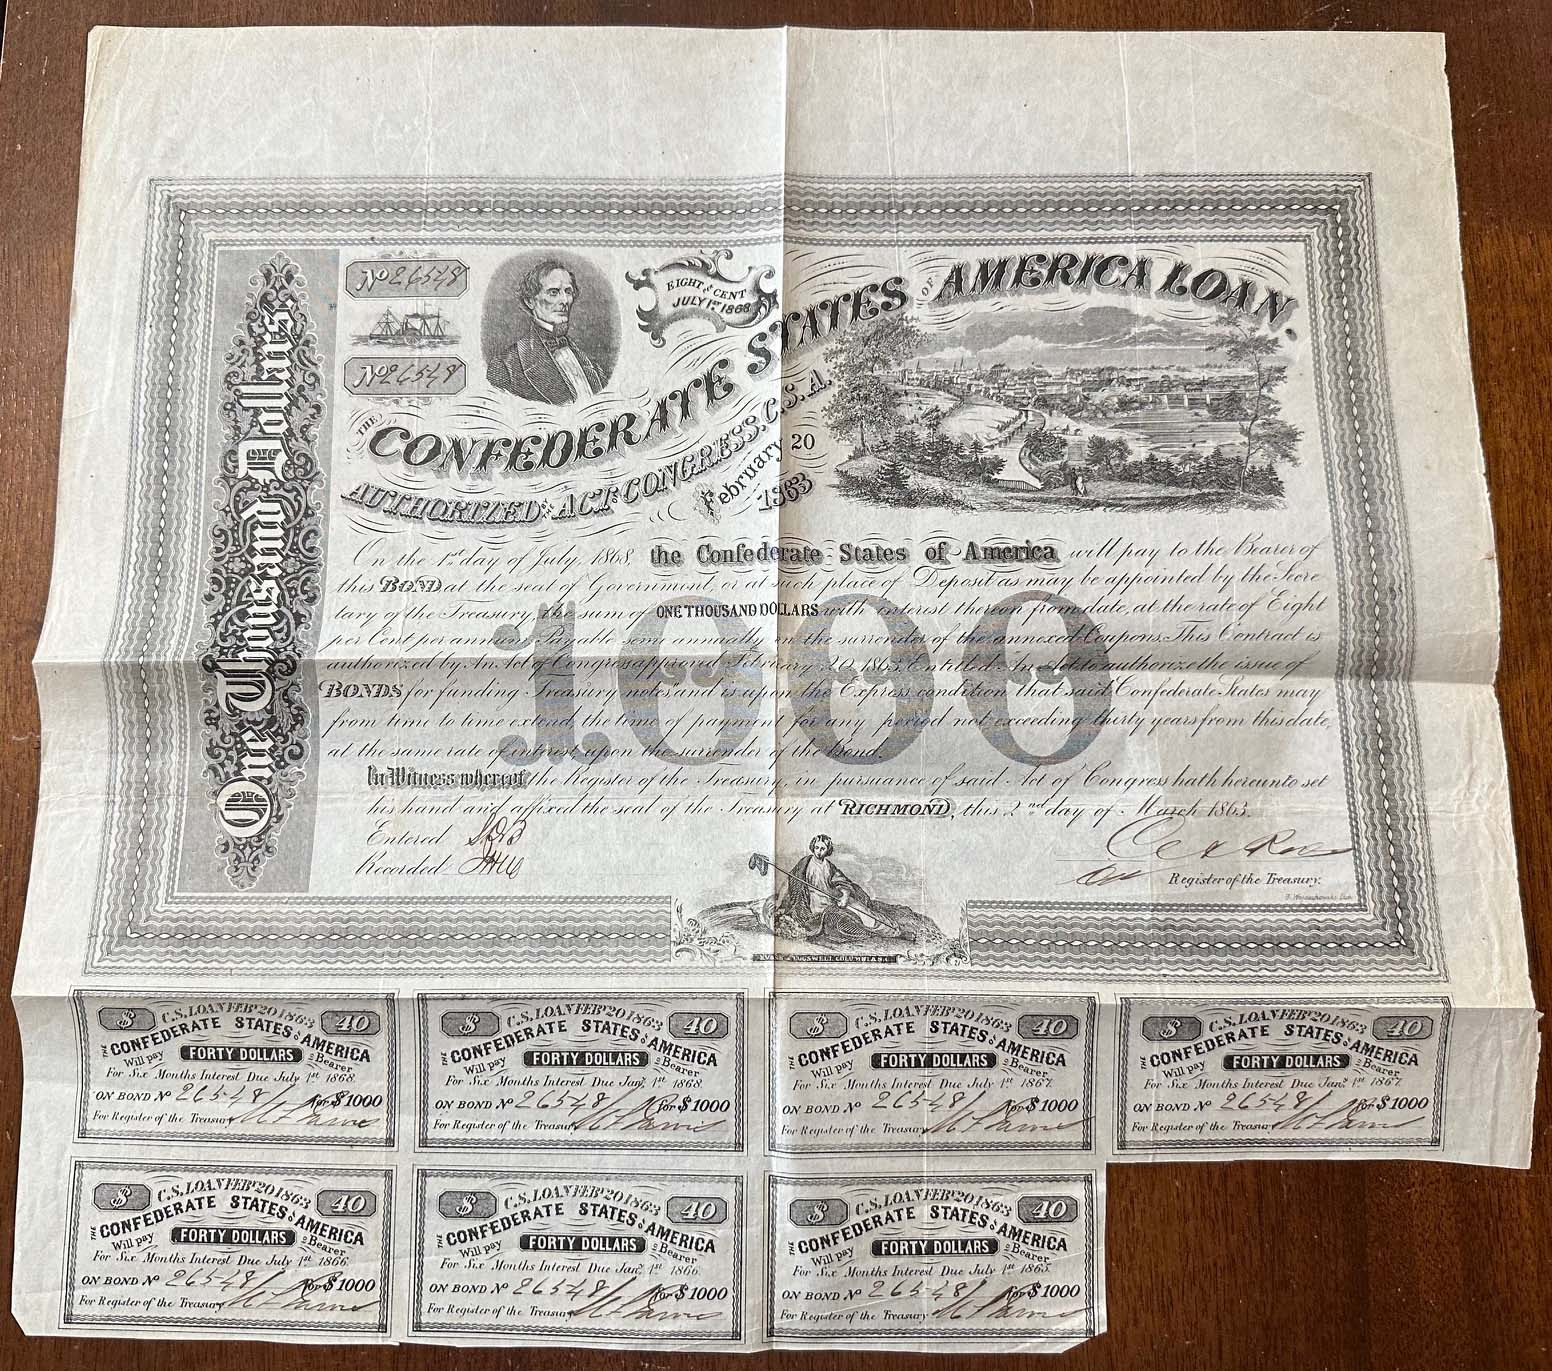 One Thousand Dollars
No 26548
No 26548
EIGHT PR CENT
JULY 1ST 1868
THE CONFEDERATE STATES OF AMERICA LOAN.
AUTHORIZED BY ACT OF CONGRESS, C.S.A.
February 20
1863
On the 1st day of July, 1868, the Confederate States of America will pay to the Bearer of
this BOND at the seat of Government, or at such place of Deposit as may be appointed by the Secre
tary of the Treasury, the sum of ONE THOUSAND DOLLARS with interest thereon from date, at the rate of Eight
per Cent per annum Payable semi annually on the surrender of the annexed Coupons. This Contract is
authorized by An Act of Congress approved February 20, 1863. Entitled An Act to authorize the issue of
BONDS for funding Treasury notes, and is upon the Express condition that said Confederate States may
from time to time extend, the time of payment for any period not exceeding thirty years from this date,
at the same rate of interest upon the surrender of the Bond.
1000
In Witness whereof the Register of the Treasury, in pursuance of said Act of Congress hath hereunto set
his hand and affixed the seal of the Treasury at RICHMOND, this 2nd day of March 1863.
Entered
Recorded
Register of the Treasury.
EVANS & COGSWELL COLUMBIA S.C.
$ C.S. LOAN FEBY 20 1863 40
THE CONFEDERATE STATES OF AMERICA
Will pay FORTY DOLLARS to Bearer
For Six Months Interest Due July 1st 1868.
ON BOND No 26548 For $1000
For Register of the Treasury
$ C.S. LOAN FEBY 20 1863 40
THE CONFEDERATE STATES OF AMERICA
Will pay FORTY DOLLARS to Bearer
For Six Months Interest Due Jany 1st 1868.
ON BOND No 26548 For $1000
For Register of the Treasury
$ C.S. LOAN FEBY 20 1863 40
THE CONFEDERATE STATES OF AMERICA
Will pay FORTY DOLLARS to Bearer
For Six Months Interest Due July 1st 1867.
ON BOND No 26548 For $1000
For Register of the Treasury
$ C.S. LOAN FEBY 20 1863 40
THE CONFEDERATE STATES OF AMERICA
Will pay FORTY DOLLARS to Bearer
For Six Months Interest Due Jany 1st 1867.
ON BOND No 26548 For $1000
For Register of the Treasury
$ C.S. LOAN FEBY 20 1863 40
THE CONFEDERATE STATES OF AMERICA
Will pay FORTY DOLLARS to Bearer
For Six Months Interest Due July 1st 1866.
ON BOND No 26548 For $1000
For Register of the Treasury
$ C.S. LOAN FEBY 20 1863 40
THE CONFEDERATE STATES OF AMERICA
Will pay FORTY DOLLARS to Bearer
For Six Months Interest Due Jany 1st 1866.
ON BOND No 26548 For $1000
For Register of the Treasury
$ C.S. LOAN FEBY 20 1863 40
THE CONFEDERATE STATES OF AMERICA
Will pay FORTY DOLLARS to Bearer
For Six Months Interest Due July 1st 1865.
ON BOND No 26548 For $1000
For Register of the Treasury